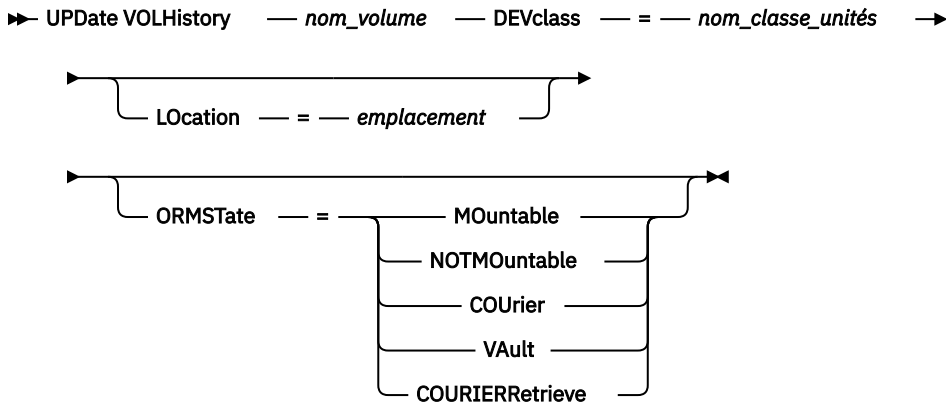 UPDate VOLHistory nom_volume DEVclass = nom_classe_unités
LOcation = emplacement
ORMSTate = MOuntable
NOTMOuntable
COUrier
VAult
COURIERRetrieve